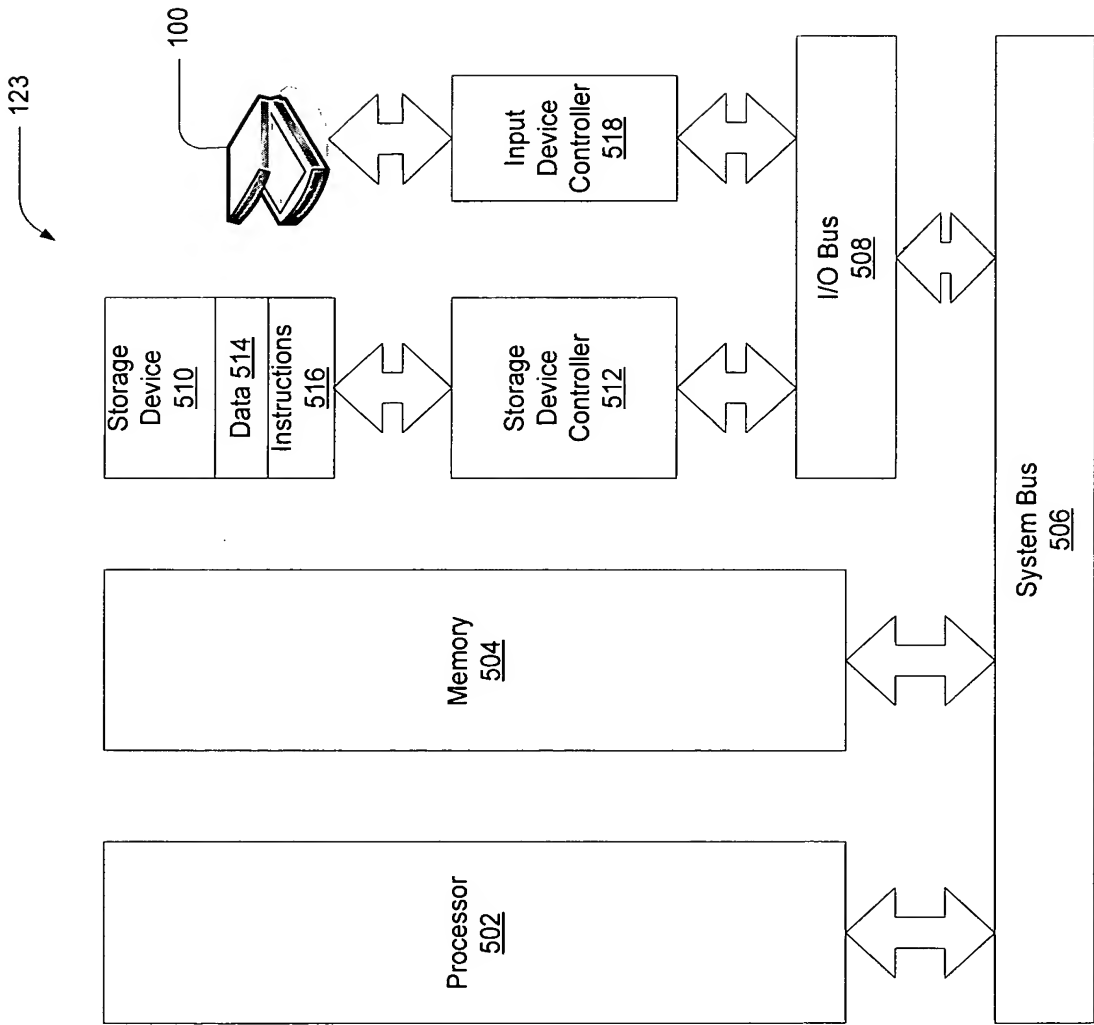 123
100
Storage
Device
510
Data 514
Instructions
516
Input
Device
Controller
518
Storage
Device
Controller
512
I/O Bus
508
Memory
504
Processor
502
System Bus
506